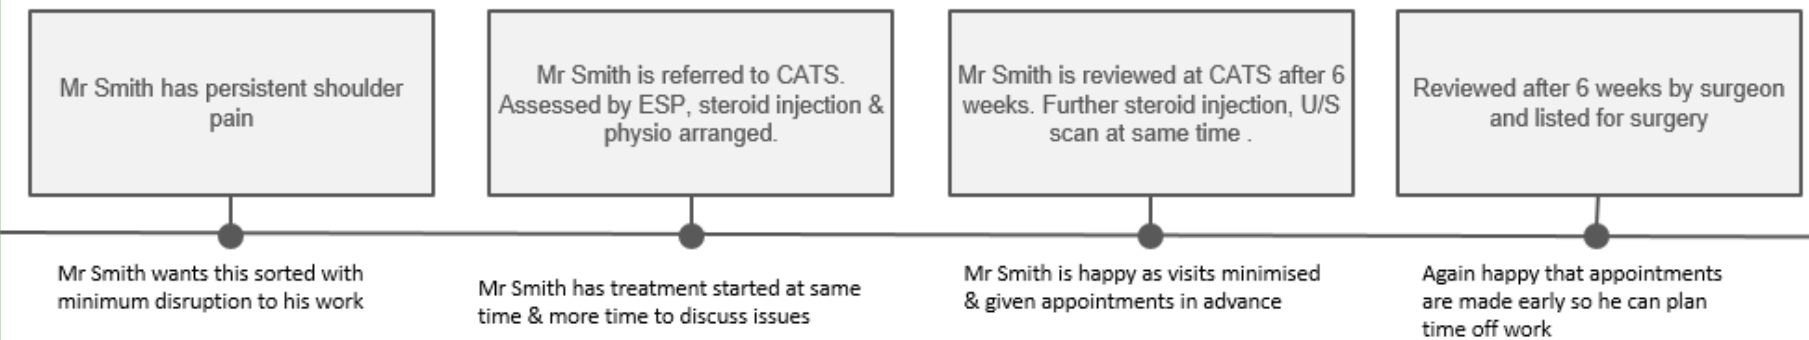 Mr Smith has persistent shoulder
pain
Mr Smith is referred to CATS.
Assessed by ESP, steroid injection &
physio arranged.
Mr Smith is reviewed at CATS after 6
weeks. Further steroid injection, U/S
scan at same time .
Reviewed after 6 weeks by surgeon
and listed for surgery
Mr Smith wants this sorted with
minimum disruption to his work
Mr Smith has treatment started at same
time & more time to discuss issues
Mr Smith is happy as visits minimised
& given appointments in advance
Again happy that appointments
are made early so he can plan
time off work